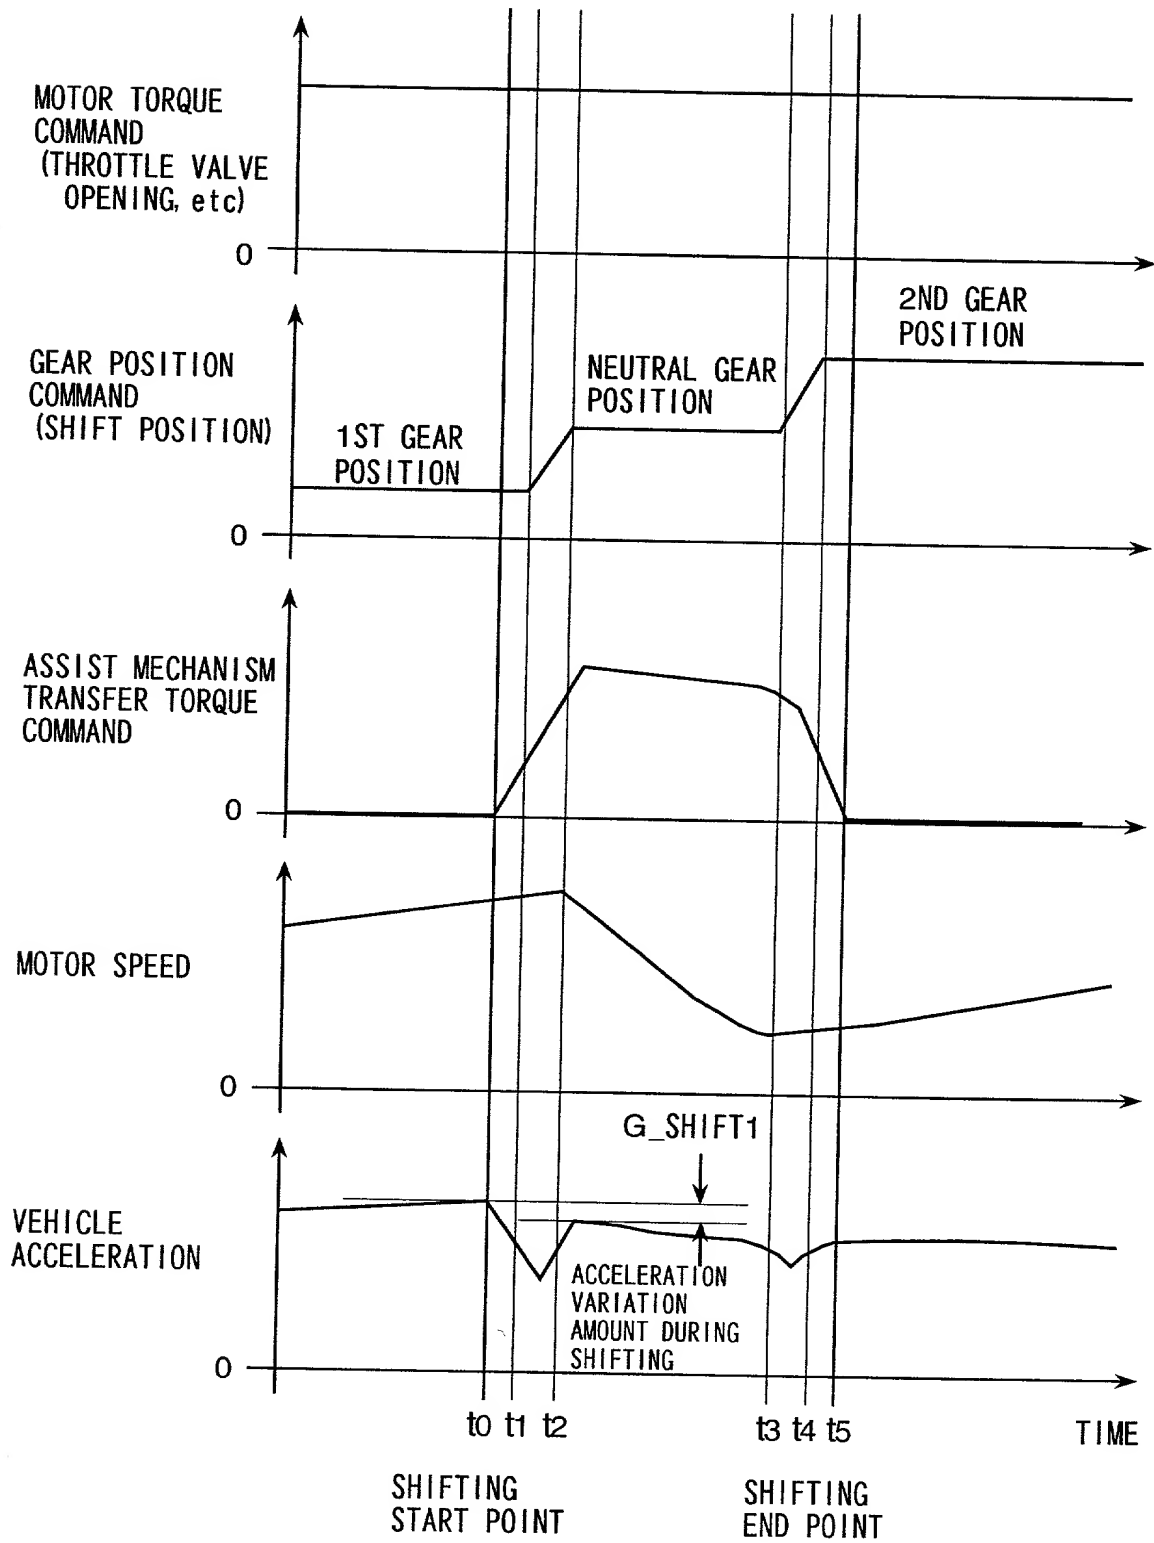 MOTOR TORQUE
COMMAND
(THROTTLE VALVE
OPENING, etc)
0
2ND GEAR
POSITION
GEAR POSITION
COMMAND
(SHIFT POSITION)
NEUTRAL GEAR
POSITION
1ST GEAR
POSITION
0
ASSIST MECHANISM
TRANSFER TORQUE
COMMAND
0
MOTOR SPEED
0
G_SHIFT1
VEHICLE
ACCELERATION
ACCELERATION
VARIATION
AMOUNT DURING
SHIFTING
0
t0 t1 t2 t3 t4 t5 TIME
SHIFTING
START POINT
SHIFTING
END POINT